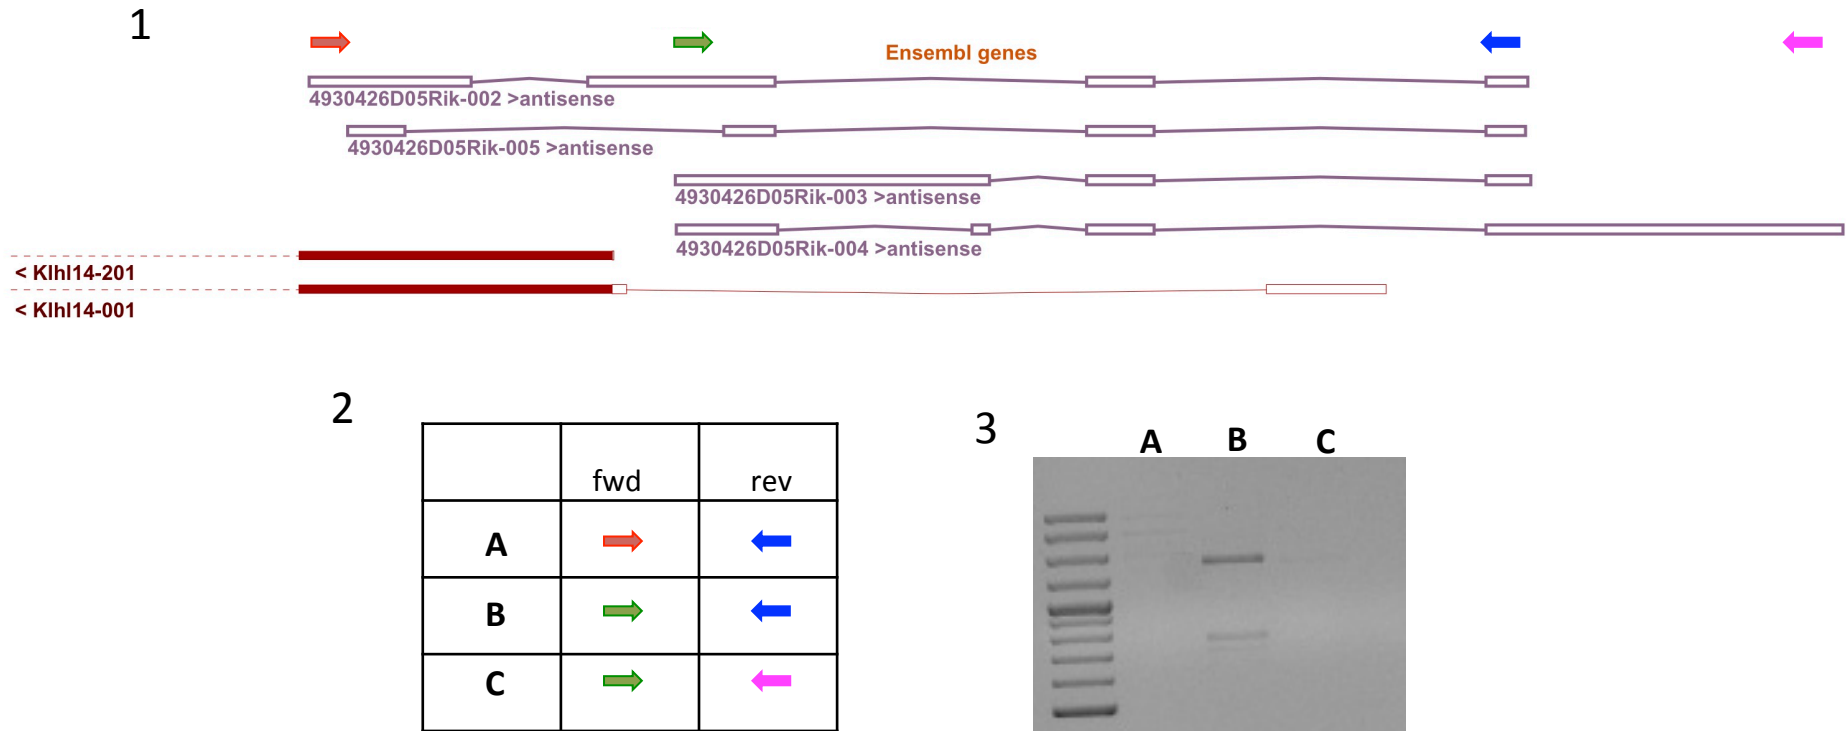 1
Ensembl genes
4930426D05Rik-002 >antisense
4930426D05Rik-005 >antisense
4930426D05Rik-003 >antisense
4930426D05Rik-004 >antisense
< Klhl14-201
< Klhl14-001
2
fwd rev
A
B
C
3
A B C